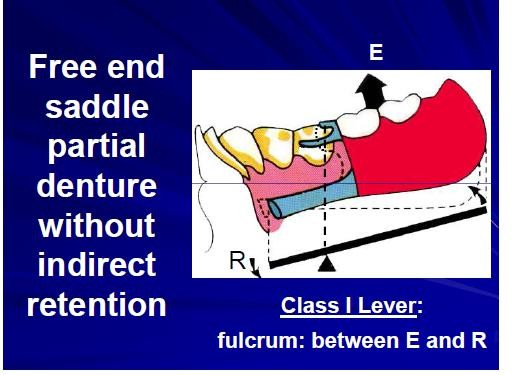 Free end
saddle
partial
denture
without
indirect
retention
E
R
Class I Lever:
fulcrum: between E and R